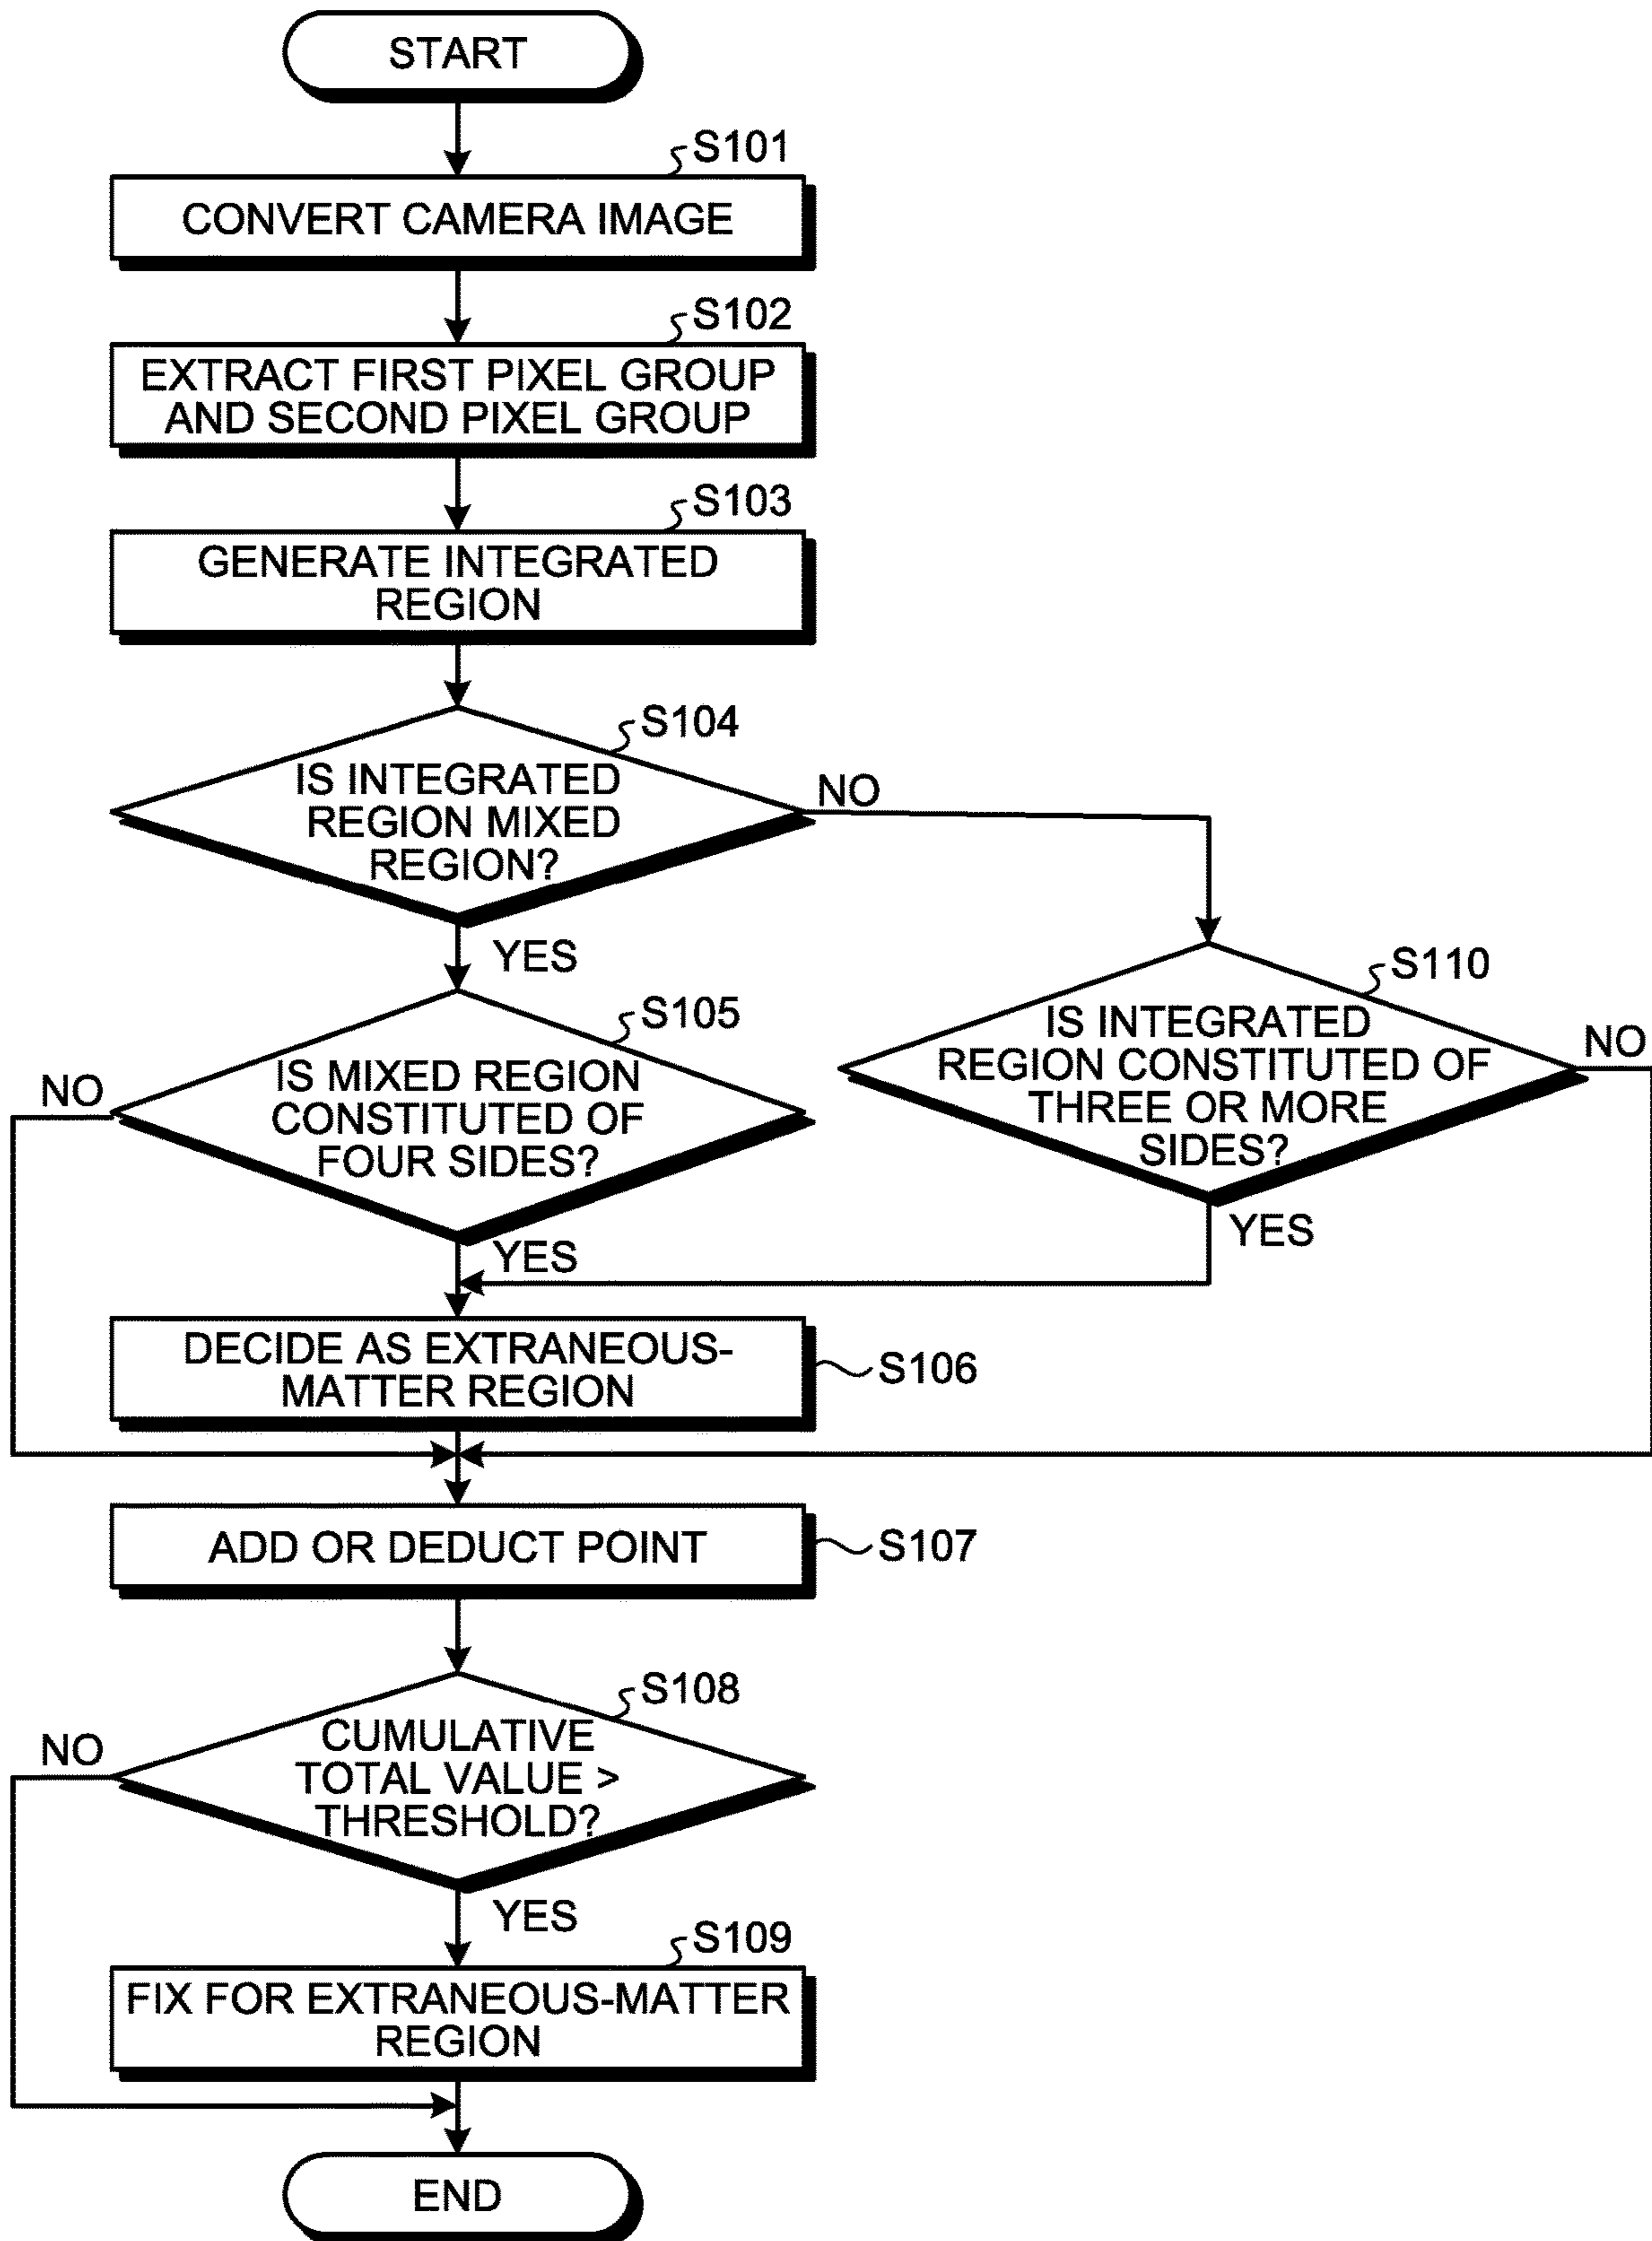 START
S101
CONVERT CAMERA IMAGE
S102
EXTRACT FIRST PIXEL GROUP
AND SECOND PIXEL GROUP
S103
GENERATE INTEGRATED
REGION
S104
IS INTEGRATED
REGION MIXED
REGION?
NO
YES
S105
IS MIXED REGION
CONSTITUTED OF
FOUR SIDES?
NO
YES
S110
IS INTEGRATED
REGION CONSTITUTED OF
THREE OR MORE
SIDES?
NO
YES
DECIDE AS EXTRANEOUS-
MATTER REGION
S106
ADD OR DEDUCT POINT
S107
S108
CUMULATIVE
TOTAL VALUE >
THRESHOLD?
NO
YES
S109
FIX FOR EXTRANEOUS-MATTER
REGION
END